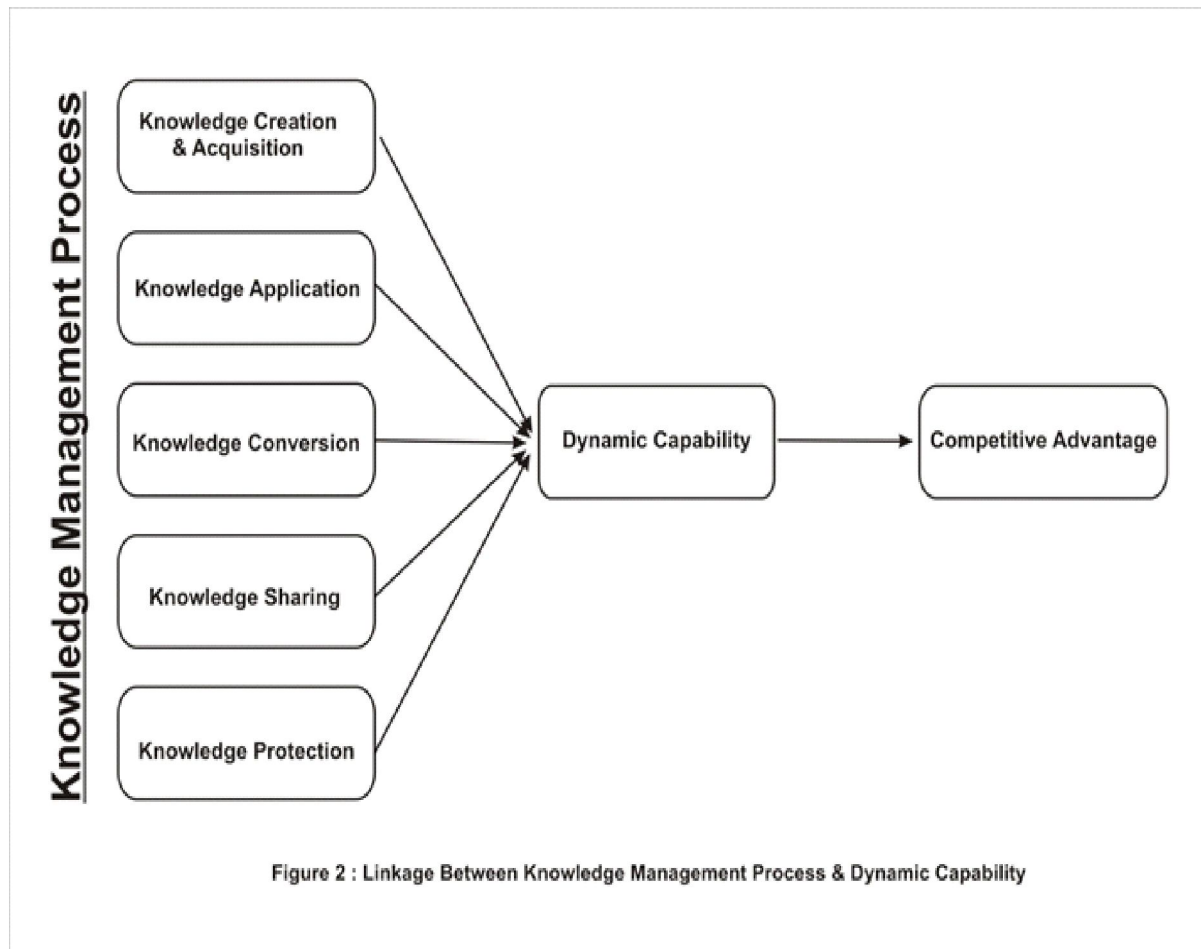 Knowledge Management Process
Knowledge Creation
& Acquisition
Knowledge Application
Knowledge Conversion
Knowledge Sharing
Knowledge Protection
Dynamic Capability
Competitive Advantage
Figure 2 : Linkage Between Knowledge Management Process & Dynamic Capability